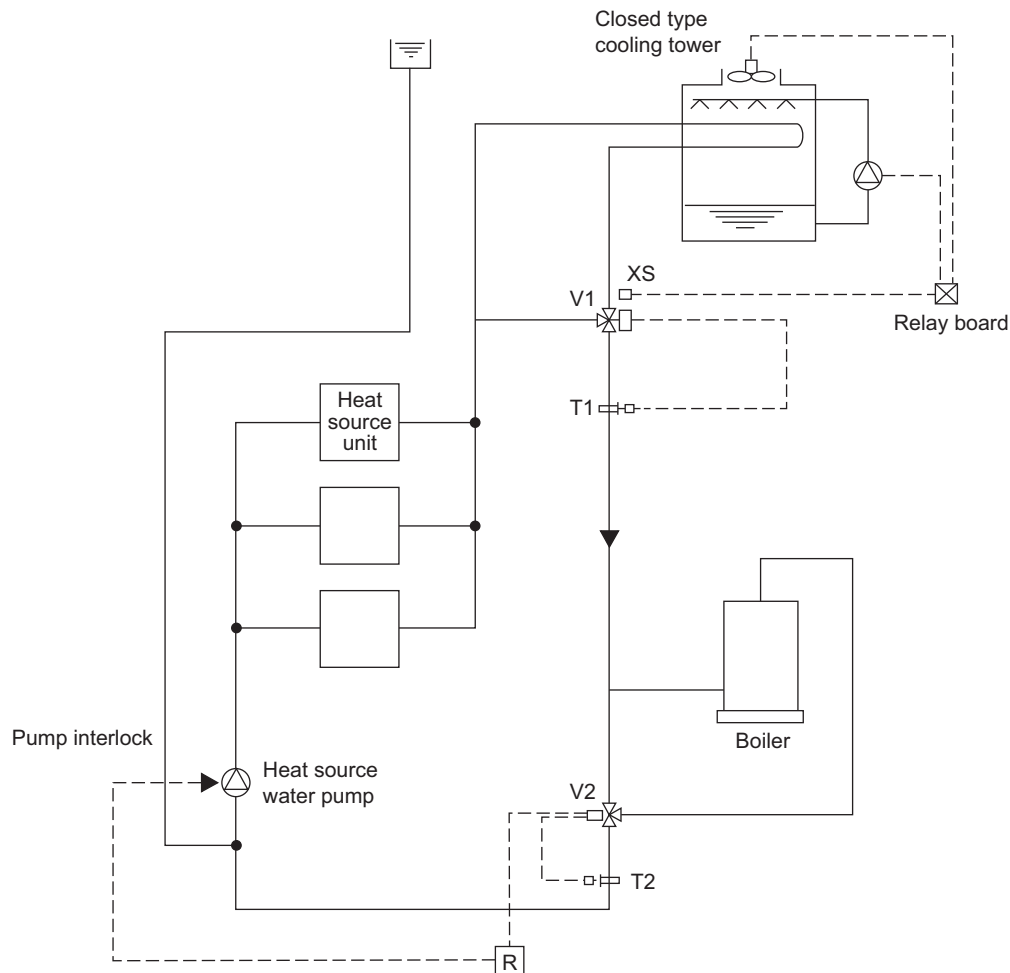 Closed type
cooling tower
XS
V1
Relay board
T1
Heat
source
unit
Boiler
Pump interlock
Heat source
water pump
V2
T2
R